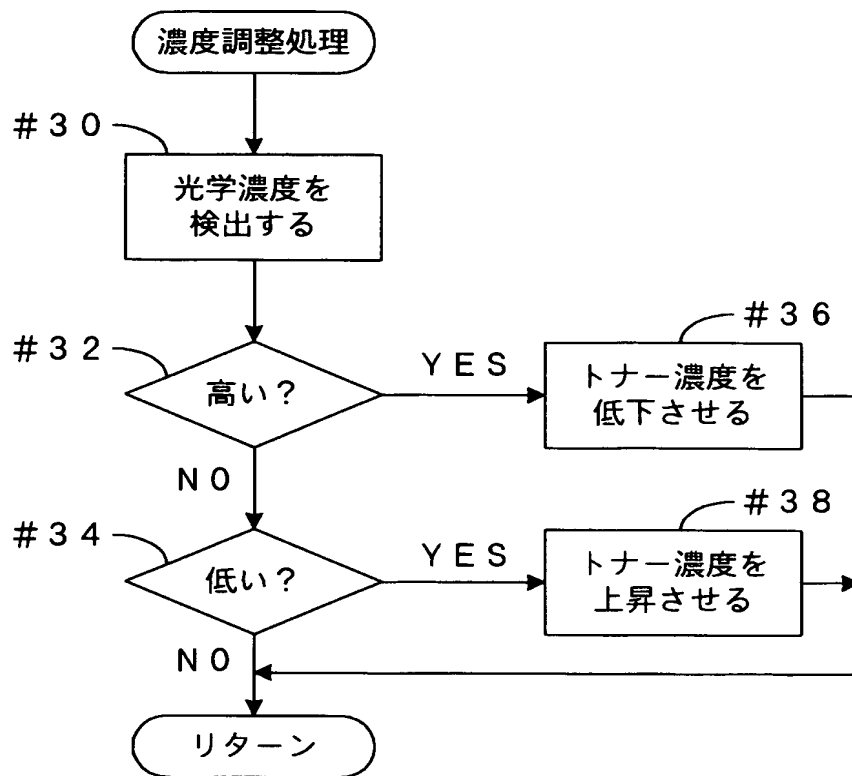 濃度調整処理
#30
光学濃度を
検出する
#32
高い?
YES
#36
トナー濃度を
低下させる
NO
#34
低い?
YES
#38
トナー濃度を
上昇させる
NO
リターン